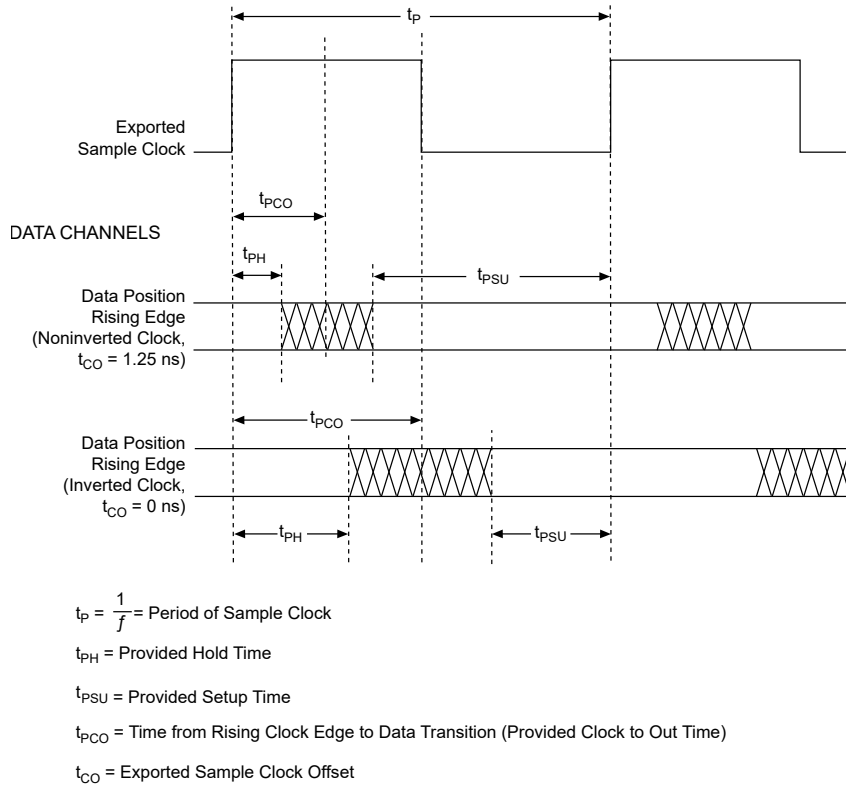 tP
Exported
Sample Clock
tPCO
DATA CHANNELS
tPH
tPSU
Data Position
Rising Edge
(Noninverted Clock,
tCO = 1.25 ns)
tPCO
Data Position
Rising Edge
(Inverted Clock,
tCO = 0 ns)
tPH
tPSU
tP = 1/f = Period of Sample Clock
tPH = Provided Hold Time
tPSU = Provided Setup Time
tPCO = Time from Rising Clock Edge to Data Transition (Provided Clock to Out Time)
tCO = Exported Sample Clock Offset